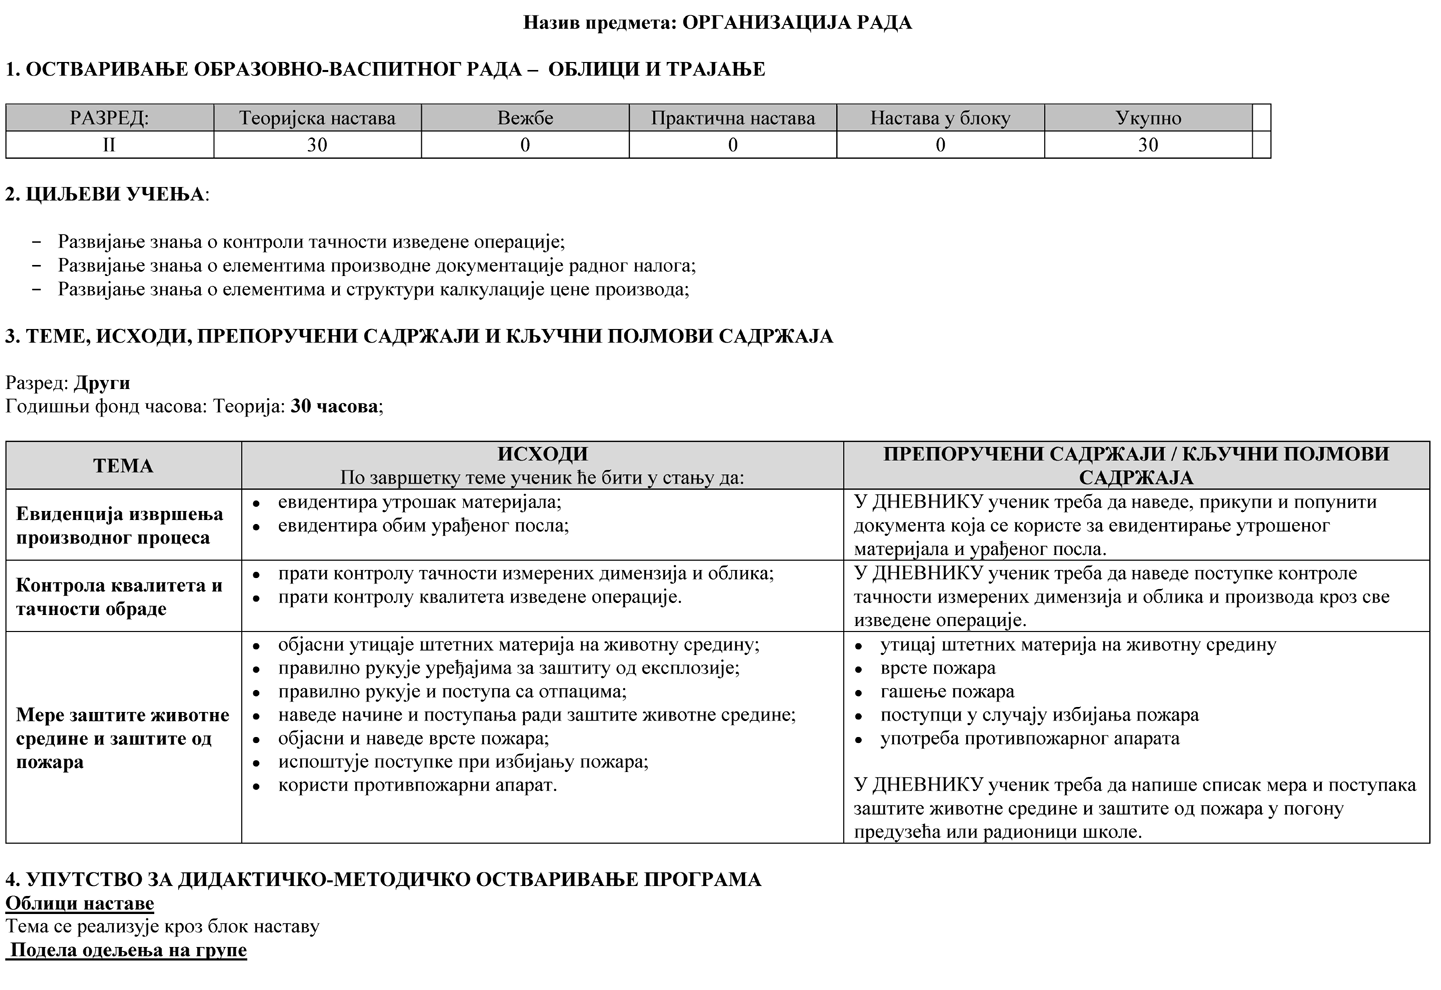 Назив предмета: ОРГАНИЗАЦИЈА РАДА
1. ОСТВАРИВАЊЕ ОБРАЗОВНО-ВАСПИТНОГ РАДА – ОБЛИЦИ И ТРАЈАЊЕ
РАЗРЕД: Теоријска настава Вежбе Практична настава Настава у блоку Укупно
II 30 0 0 0 30
2. ЦИЉЕВИ УЧЕЊА:
– Развијање знања о контроли тачности изведене операције;
– Развијање знања о елементима производне документације радног налога;
– Развијање знања о елементима и структури калкулације цене производа;
3. ТЕМЕ, ИСХОДИ, ПРЕПОРУЧЕНИ САДРЖАЈИ И КЉУЧНИ ПОЈМОВИ САДРЖАЈА
Разред: Други
Годишњи фонд часова: Теорија: 30 часова;
ТЕМА
ИСХОДИ
По завршетку теме ученик ће бити у стању да:
ПРЕПОРУЧЕНИ САДРЖАЈИ / КЉУЧНИ ПОЈМОВИ
САДРЖАЈА
Евиденција извршења
производног процеса
• евидентира утрошак материјала;
• евидентира обим урађеног посла;
У ДНЕВНИКУ ученик треба да наведе, прикупи и попунити
документа која се користе за евидентирање утрошеног
материјала и урађеног посла.
Контрола квалитета и
тачности обраде
• прати контролу тачности измерених димензија и облика;
• прати контролу квалитета изведене операције.
У ДНЕВНИКУ ученик треба да наведе поступке контроле
тачности измерених димензија и облика и производа кроз све
изведене операције.
Мере заштите животне
средине и заштите од
пожара
• објасни утицаје штетних материја на животну средину;
• правилно рукује уређајима за заштиту од експлозије;
• правилно рукује и поступа са отпацима;
• наведе начине и поступања ради заштите животне средине;
• објасни и наведе врсте пожара;
• испоштује поступке при избијању пожара;
• користи противпожарни апарат.
• утицај штетних материја на животну средину
• врсте пожара
• гашење пожара
• поступци у случају избијања пожара
• употреба противпожарног апарата
У ДНЕВНИКУ ученик треба да напише списак мера и поступака
заштите животне средине и заштите од пожара у погону
предузећа или радионици школе.
4. УПУТСТВО ЗА ДИДАКТИЧКО-МЕТОДИЧКО ОСТВАРИВАЊЕ ПРОГРАМА
Облици наставе
Тема се реализује кроз блок наставу
Подела одељења на групе